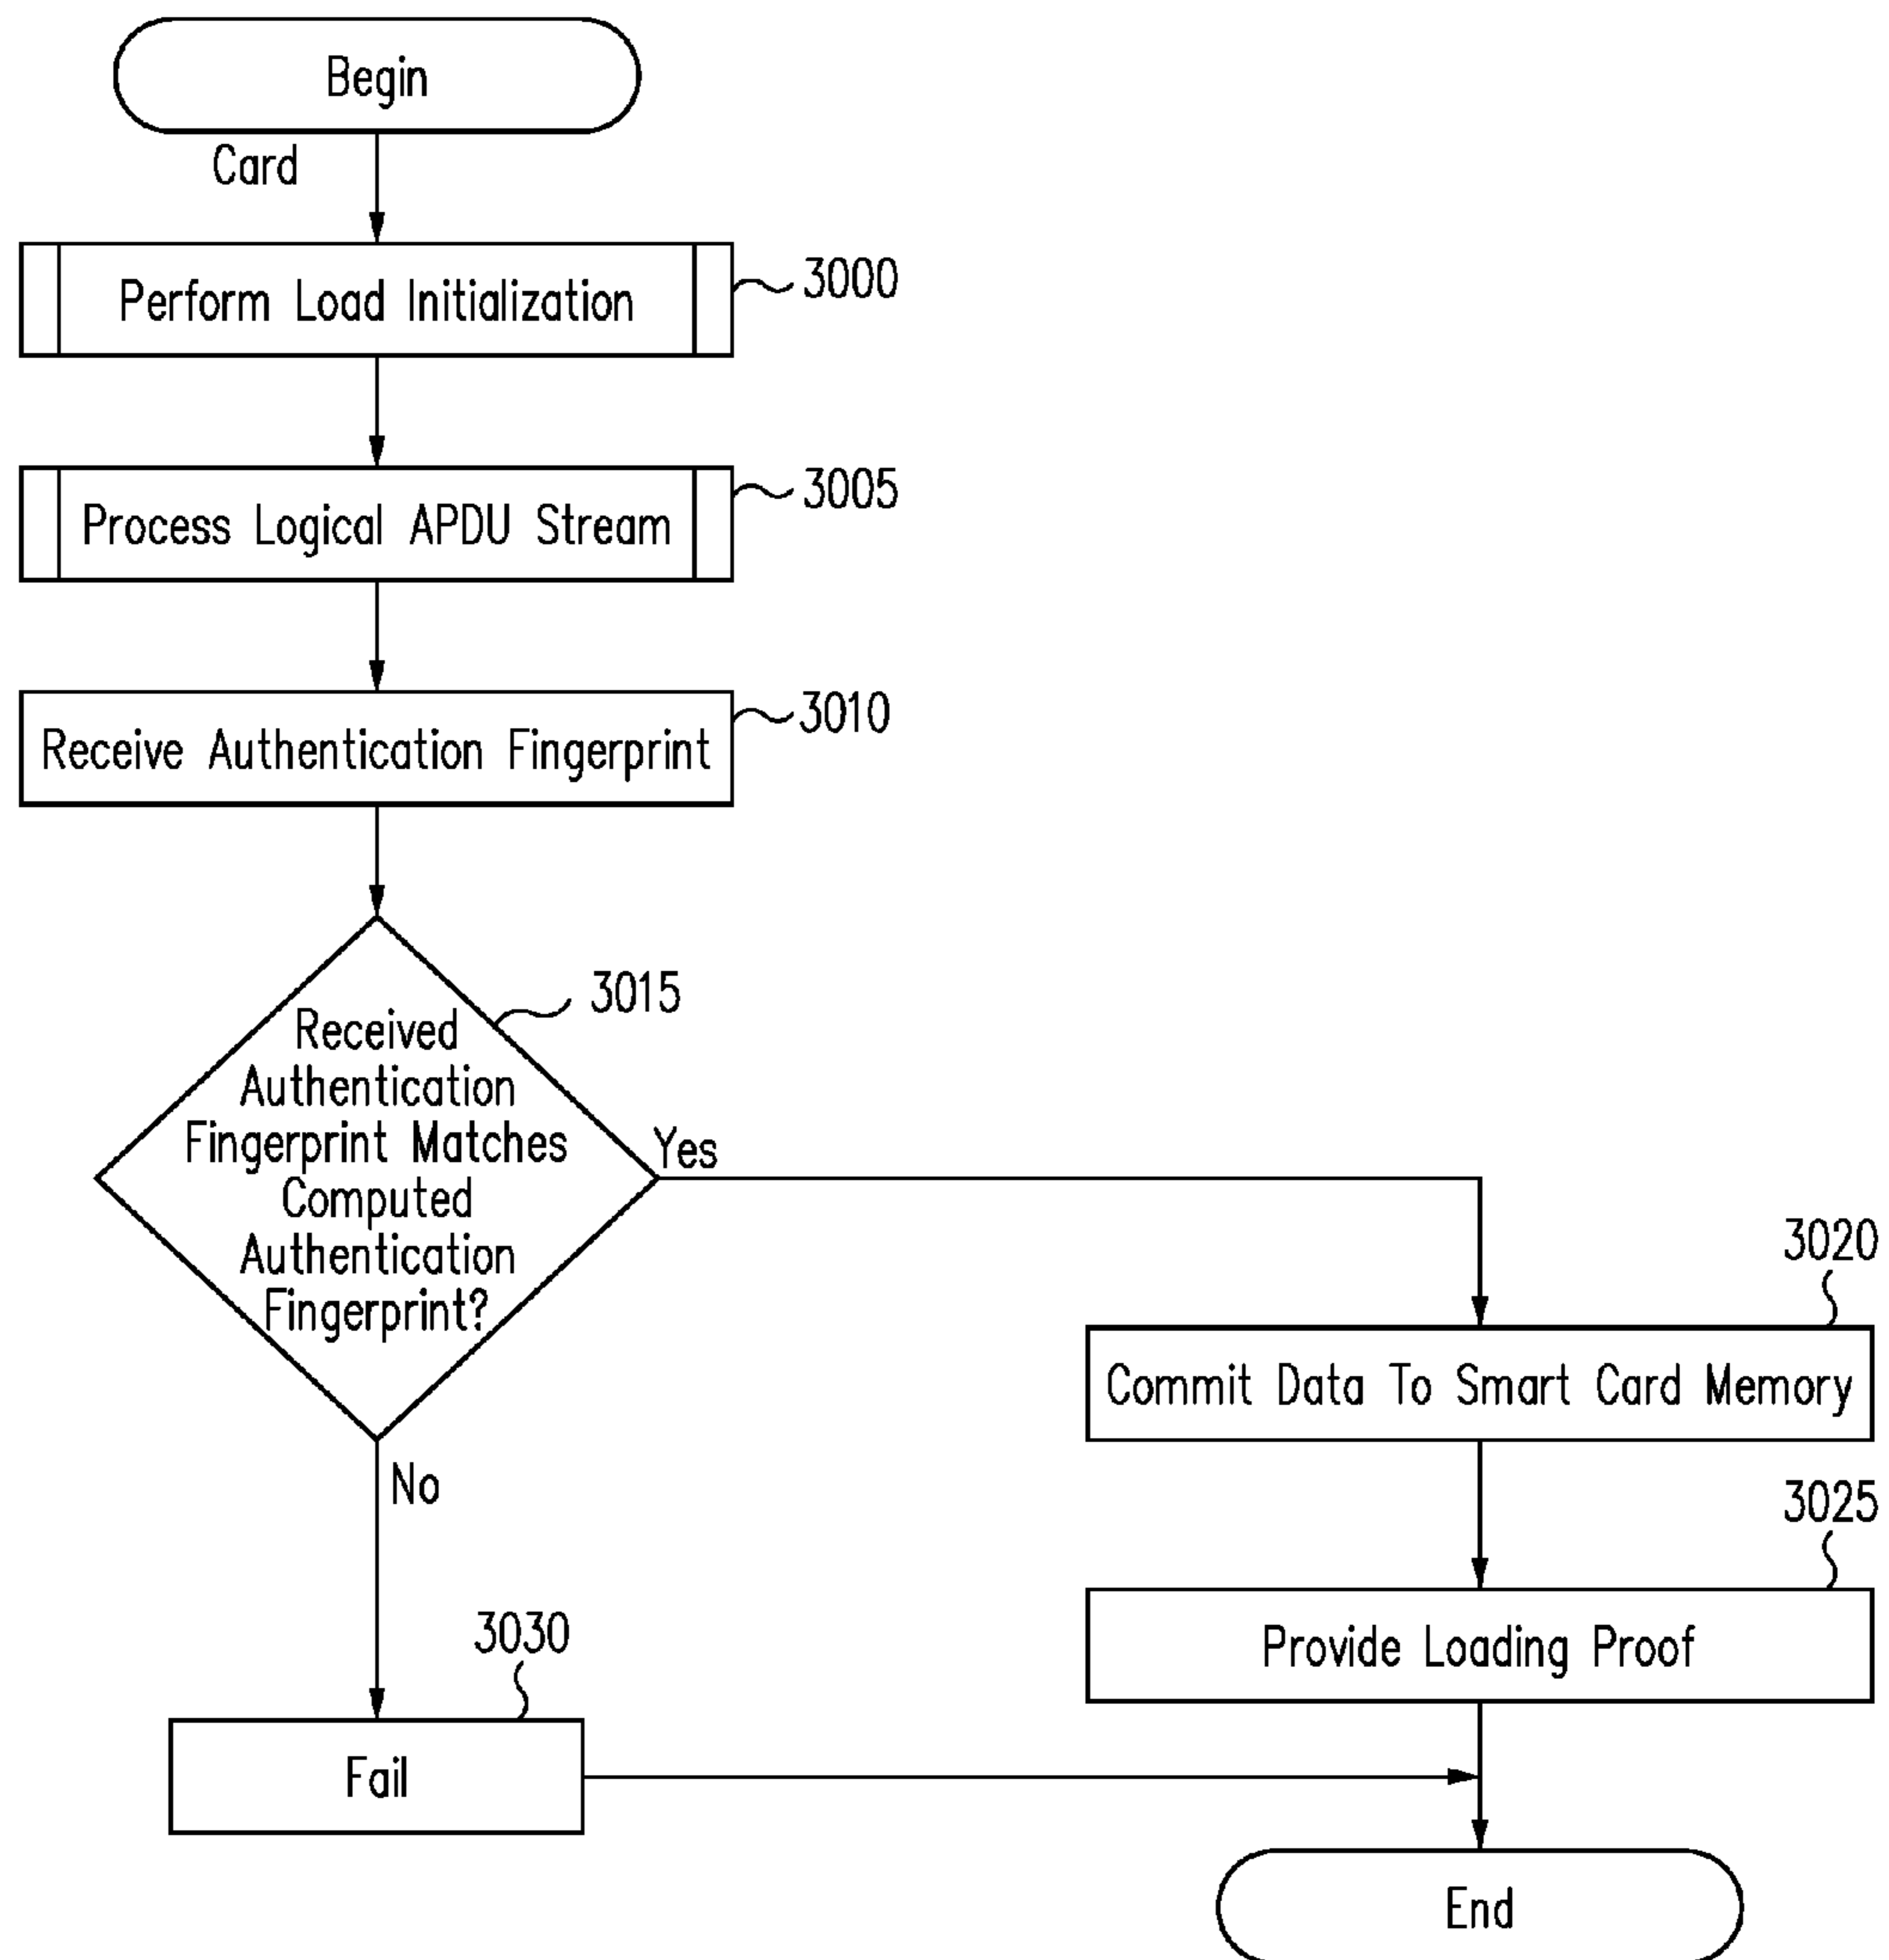 Begin
Card
Perform Load Initialization
3000
Process Logical APDU Stream
3005
Receive Authentication Fingerprint
3010
Received
Authentication
Fingerprint Matches
Computed
Authentication
Fingerprint?
3015
Yes
No
3020
Commit Data To Smart Card Memory
3025
Provide Loading Proof
3030
Fail
End